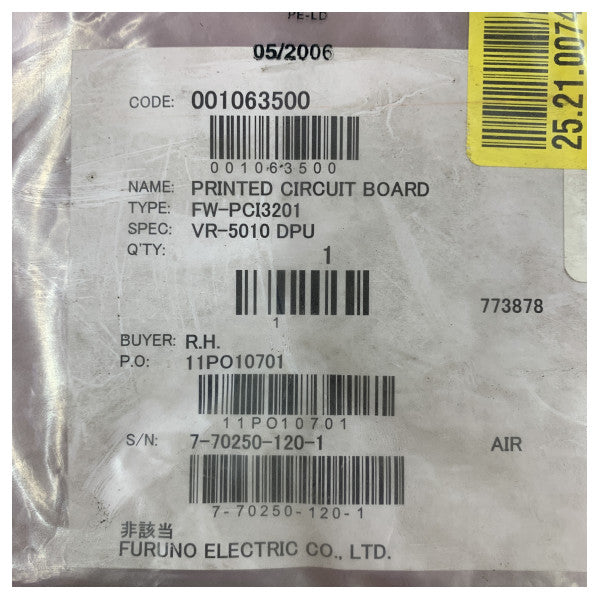 PE-LD
05/2006
CODE: 001063500
001063500
NAME: PRINTED CIRCUIT BOARD
TYPE: FW-PCI3201
SPEC: VR-5010 DPU
Q'TY: 1
1
773878
BUYER: R.H.
P.O: 11PO10701
11PO10701
S/N: 7-70250-120-1
AIR
7-70250-120-1
非該当
FURUNO ELECTRIC CO., LTD.
25.21.0074